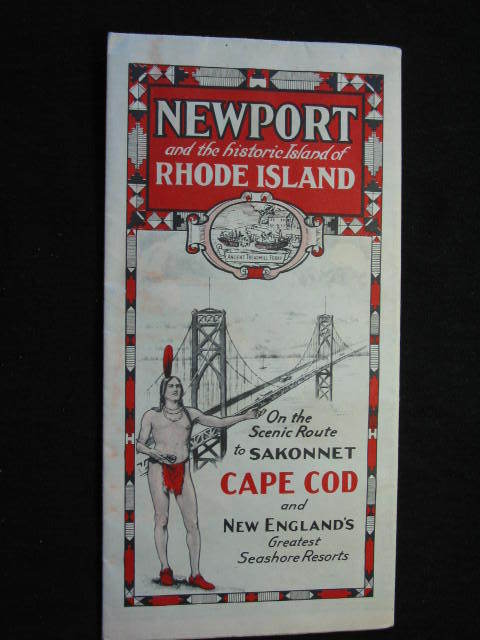 NEWPORT
and the historic Island of
RHODE ISLAND
ANCIENT TREADMILL FERRY
On the
Scenic Route
to SAKONNET
CAPE COD
and
NEW ENGLAND'S
Greatest
Seashore Resorts